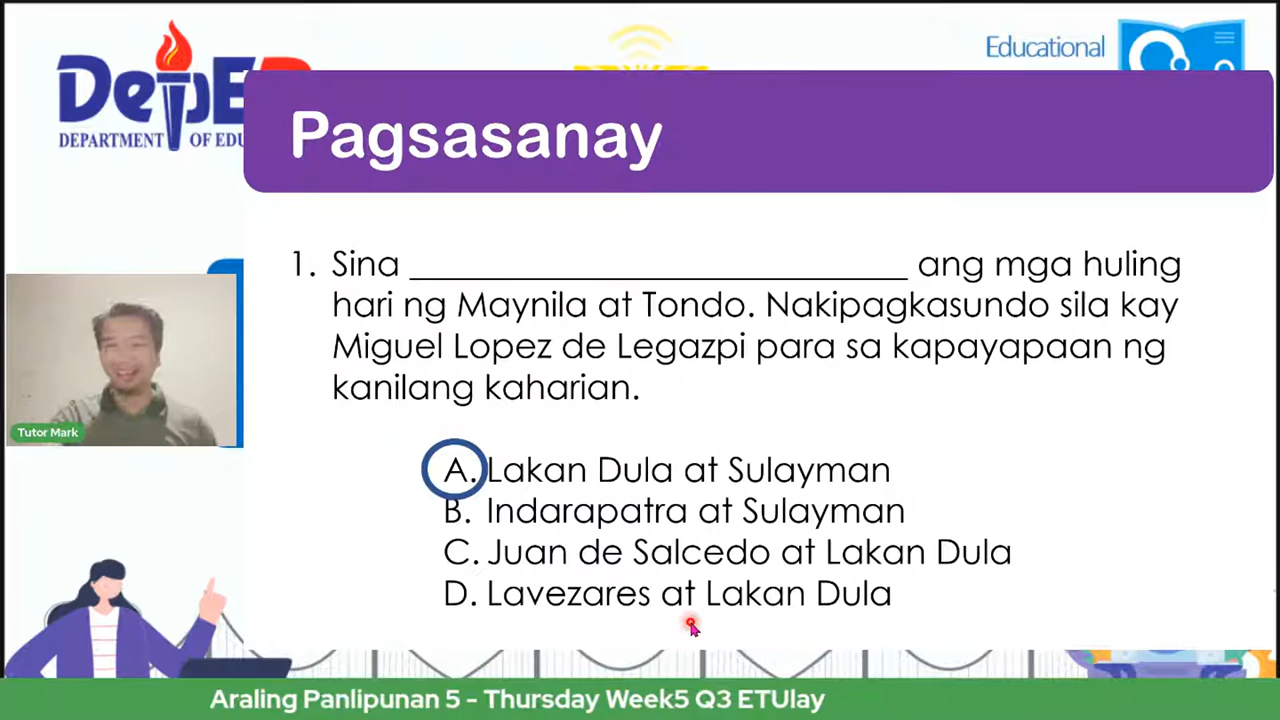 DepED
DEPARTMENT OF EDU
Educational
Pagsasanay
1. Sina ______________________________ ang mga huling
hari ng Maynila at Tondo. Nakipagkasundo sila kay
Miguel Lopez de Legazpi para sa kapayapaan ng
kanilang kaharian.
A. Lakan Dula at Sulayman
B. Indarapatra at Sulayman
C. Juan de Salcedo at Lakan Dula
D. Lavezares at Lakan Dula
Tutor Mark
Araling Panlipunan 5 - Thursday Week5 Q3 ETUlay